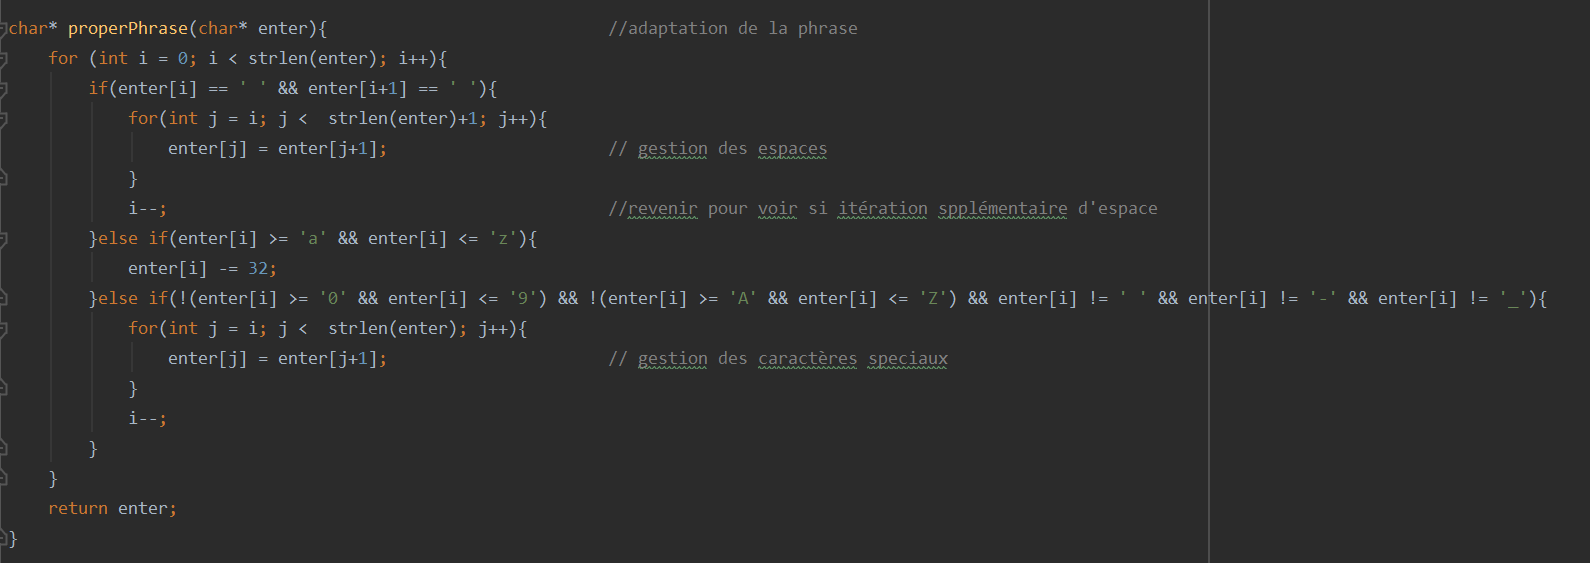 char* properPhrase(char* enter){ //adaptation de la phrase
for (int i = 0; i < strlen(enter); i++){
if(enter[i] == ' ' && enter[i+1] == ' '){
for(int j = i; j <  strlen(enter)+1; j++){
enter[j] = enter[j+1]; // gestion des espaces
}
i--; //revenir pour voir si itération spplémentaire d'espace
}else if(enter[i] >= 'a' && enter[i] <= 'z'){
enter[i] -= 32;
}else if(!(enter[i] >= '0' && enter[i] <= '9') && !(enter[i] >= 'A' && enter[i] <= 'Z') && enter[i] != ' ' && enter[i] != '-' && enter[i] != '_'){
for(int j = i; j <  strlen(enter); j++){
enter[j] = enter[j+1]; // gestion des caractères speciaux
}
i--;
}
}
return enter;
}